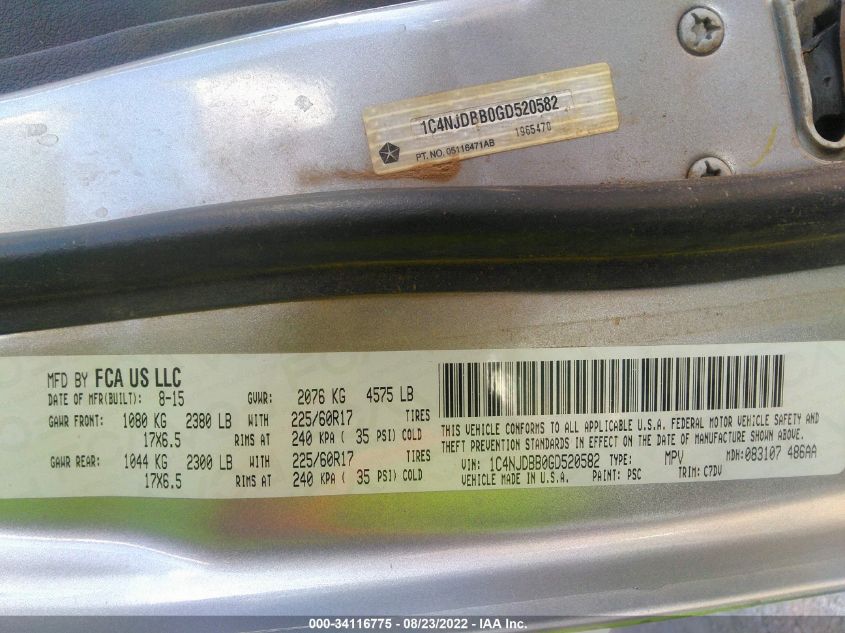 1C4NJDBB0GD520582
PT. NO. 05116471AB 1965470
MFD BY FCA US LLC
DATE OF MFR(BUILT): 8-15 GVWR: 2076 KG 4575 LB
GAWR FRONT: 1080 KG 2380 LB WITH 225/60R17 TIRES
17X6.5 RIMS AT 240 KPA ( 35 PSI) COLD
GAWR REAR: 1044 KG 2300 LB WITH 225/60R17 TIRES
17X6.5 RIMS AT 240 KPA ( 35 PSI) COLD
THIS VEHICLE CONFORMS TO ALL APPLICABLE U.S.A. FEDERAL MOTOR VEHICLE SAFETY AND
THEFT PREVENTION STANDARDS IN EFFECT ON THE DATE OF MANUFACTURE SHOWN ABOVE.
VIN: 1C4NJDBB0GD520582 TYPE: MPV MDH:083107 486AA
VEHICLE MADE IN U.S.A. PAINT: PSC TRIM: C7DV
000-34116775 - 08/23/2022 - IAA Inc.